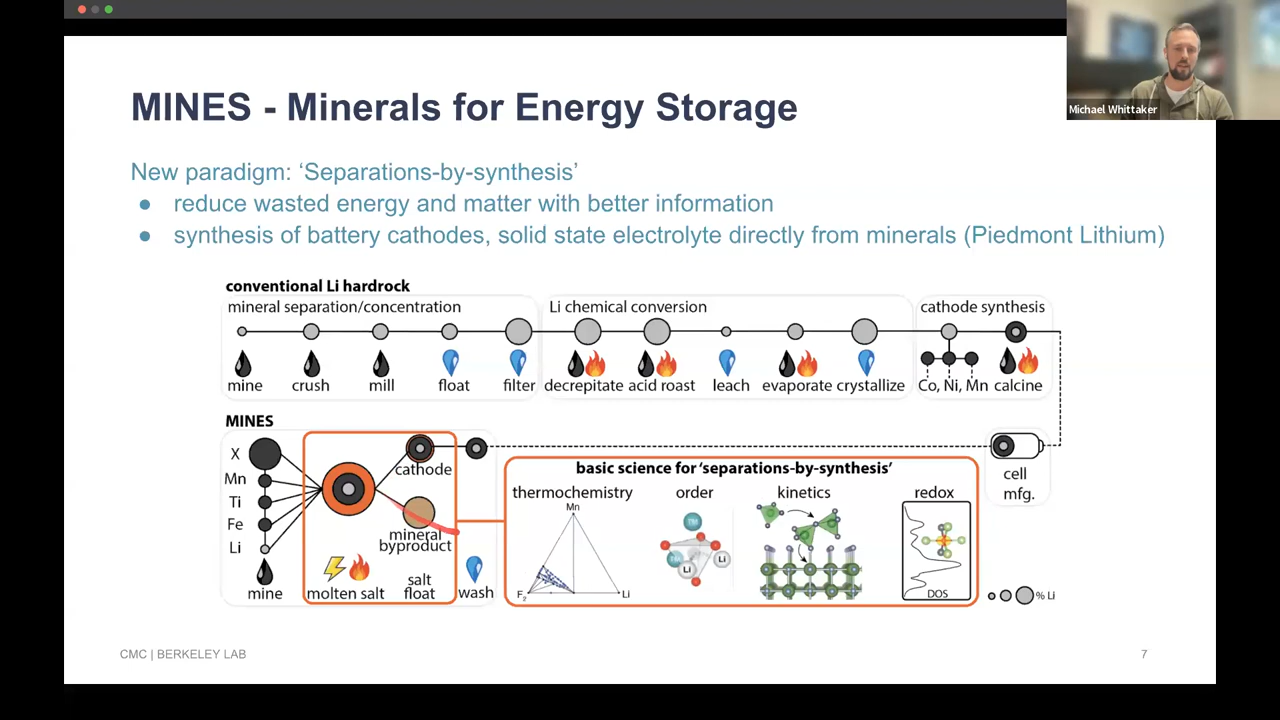 Michael Whittaker
MINES - Minerals for Energy Storage
New paradigm: ‘Separations-by-synthesis’
● reduce wasted energy and matter with better information
● synthesis of battery cathodes, solid state electrolyte directly from minerals (Piedmont Lithium)
conventional Li hardrock
mineral separation/concentration
Li chemical conversion
cathode synthesis
mine crush mill float filter decrepitate acid roast leach evaporate crystallize Co, Ni, Mn calcine
MINES
X
Mn
Ti
Fe
Li
mine
molten salt
cathode
mineral
byproduct
salt
float
wash
basic science for ‘separations-by-synthesis’
thermochemistry order kinetics redox
Mn
F2
Li
TM
TM
Li
Li
DOS
cell
mfg.
% Li
CMC | BERKELEY LAB
7